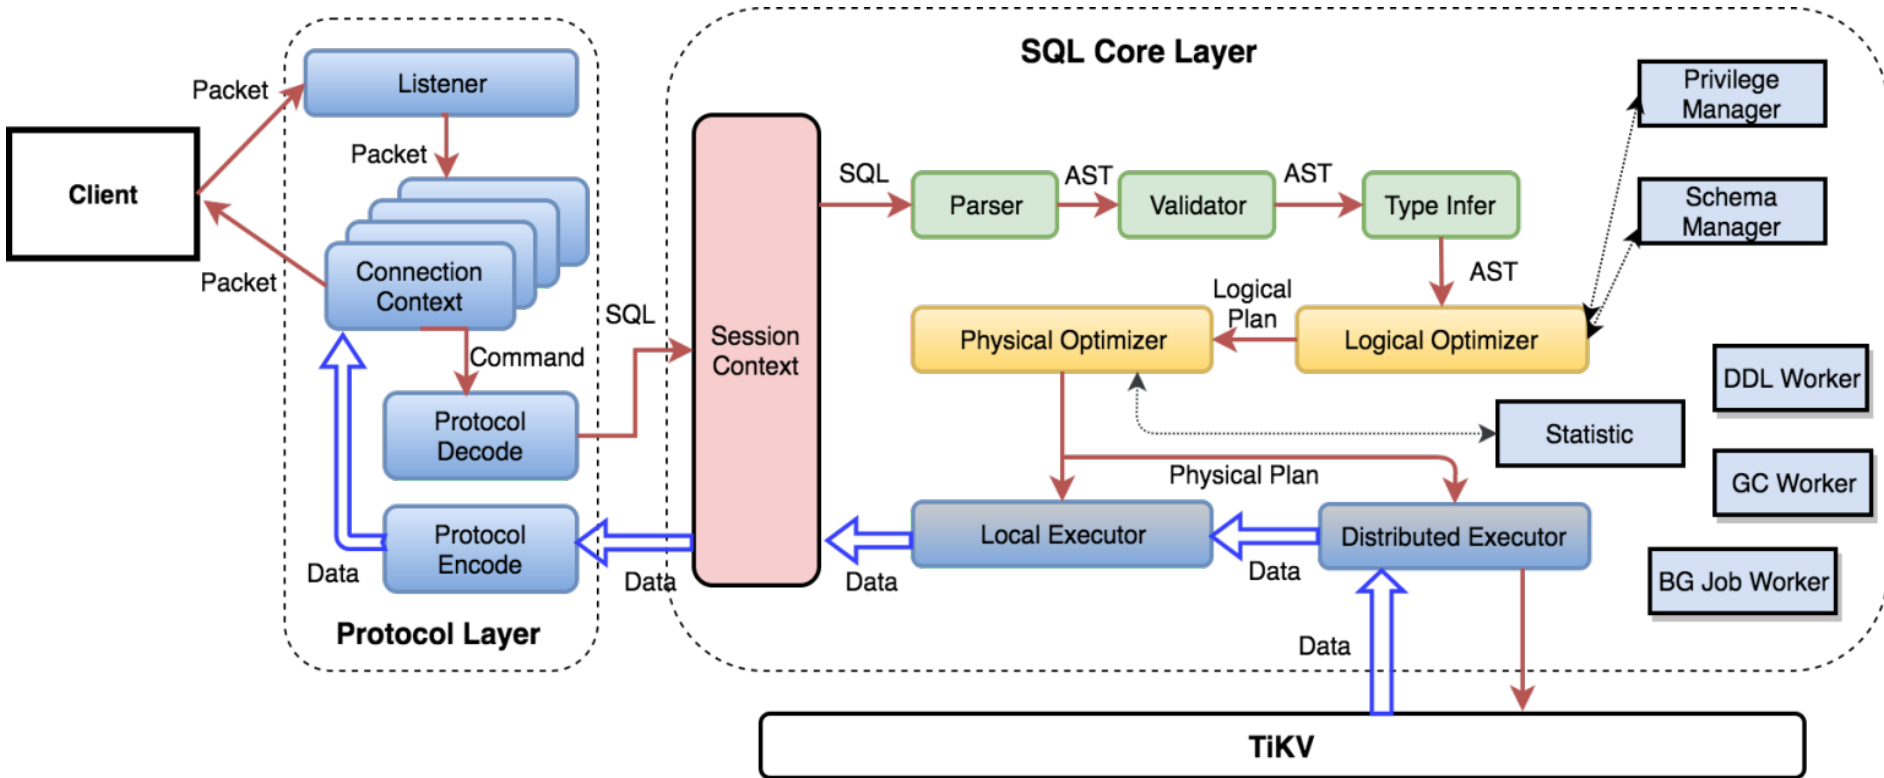 SQL Core Layer
Packet
Listener
Privilege
Manager
Packet
Client
SQL
Parser
AST
Validator
AST
Type Infer
Schema
Manager
Packet
Connection
Context
AST
SQL
Session
Context
Logical
Plan
Physical Optimizer
Logical Optimizer
Command
DDL Worker
Protocol
Decode
Statistic
Physical Plan
GC Worker
Protocol
Encode
Local Executor
Distributed Executor
Data
Data
Data
Data
BG Job Worker
Protocol Layer
Data
TiKV